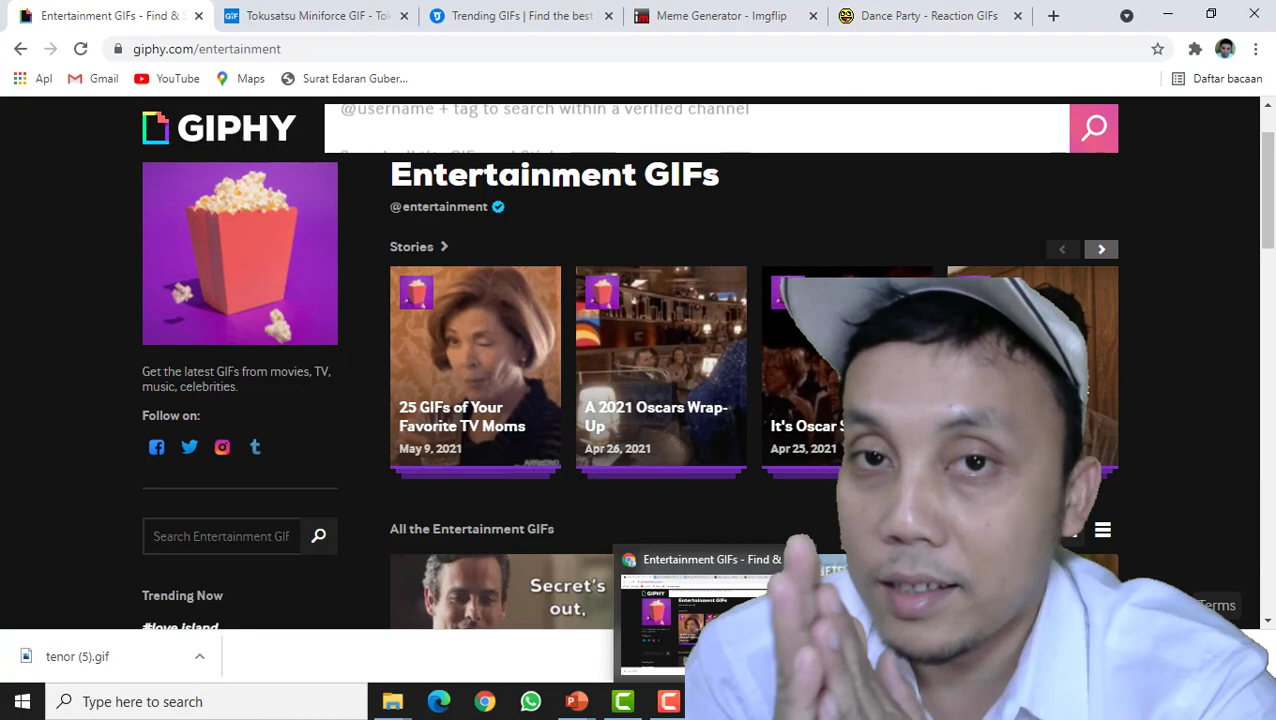 Entertainment GIFs - Find & S
Tokusatsu Miniforce GIF - Tok
Trending GIFs | Find the best
Meme Generator - Imgflip
Dance Party - Reaction GIFs
giphy.com/entertainment
Apl
Gmail
YouTube
Maps
Surat Edaran Guber...
Daftar bacaan
GIPHY
@username + tag to search within a verified channel
Entertainment GIFs
@entertainment
Stories
Get the latest GIFs from movies, TV,
music, celebrities.
Follow on:
25 GIFs of Your
Favorite TV Moms
May 9, 2021
A 2021 Oscars Wrap-
Up
Apr 26, 2021
It's Oscar
Apr 25, 2021
Search Entertainment GIF
All the Entertainment GIFs
Secret's
out,
Entertainment GIFs - Find &
Entertainment GIFs
Trending Now
#love island
Terms
tenor (5).gif
Type here to search